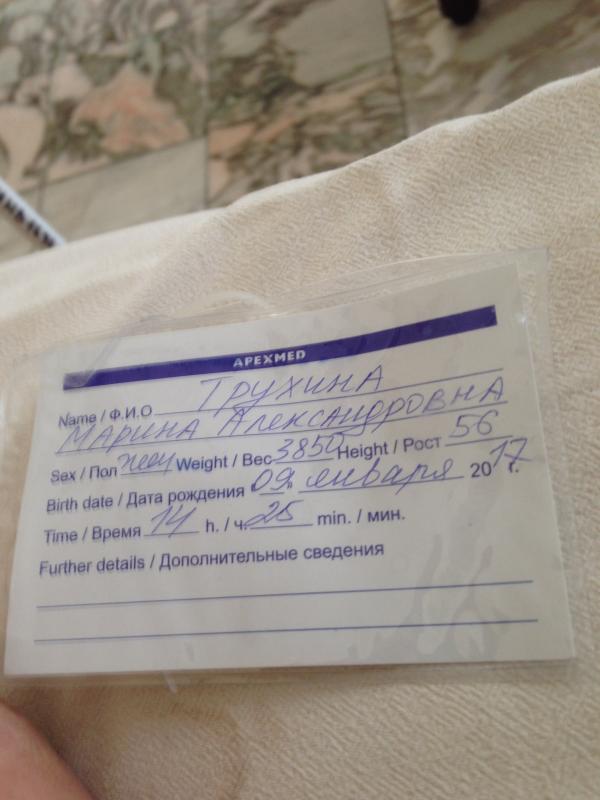 APEXMED
Name / Ф.И.О ТРУХИНА
МАРИНА АЛЕКСАНДРОВНА
Sex / Пол жен Weight / Вес 3850 Height / Рост 56
Birth date / Дата рождения "09" января 2017 г.
Time / Время 14 h. / ч. 25 min. / мин.
Further details / Дополнительные сведения